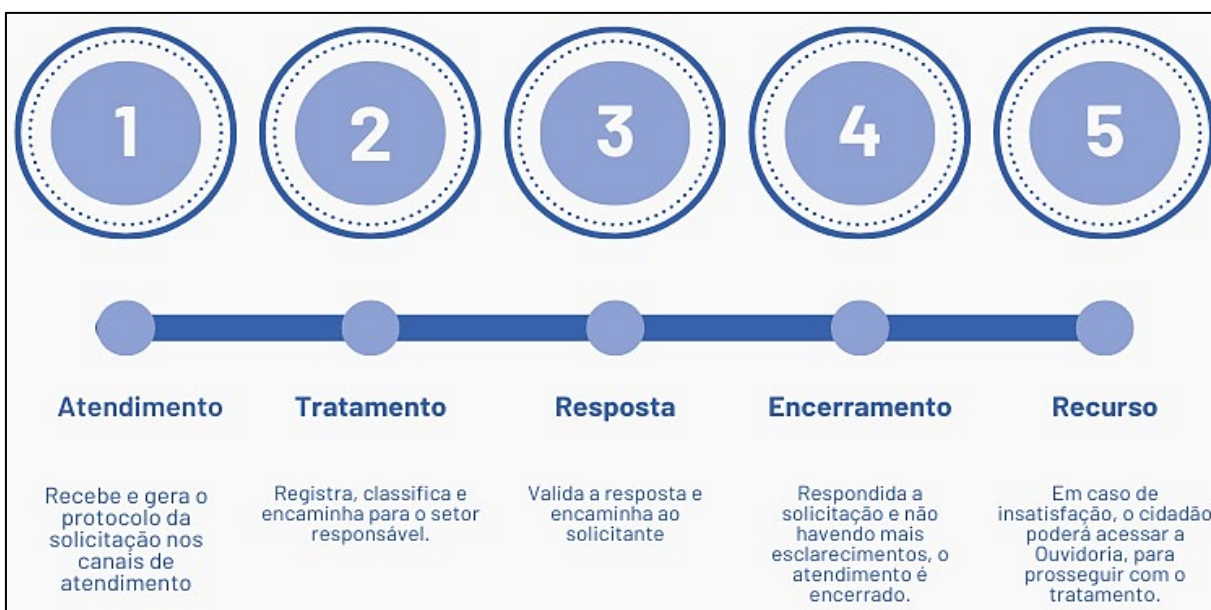 1
2
3
4
5
Atendimento
Tratamento
Resposta
Encerramento
Recurso
Recebe e gera o
protocolo da
solicitação nos
canais de
atendimento
Registra, classifica e
encaminha para o setor
responsável.
Valida a resposta e
encaminha ao
solicitante
Respondida a
solicitação e não
havendo mais
esclarecimentos, o
atendimento é
encerrado.
Em caso de
insatisfação, o cidadão
poderá acessar a
Ouvidoria, para
prosseguir com o
tratamento.